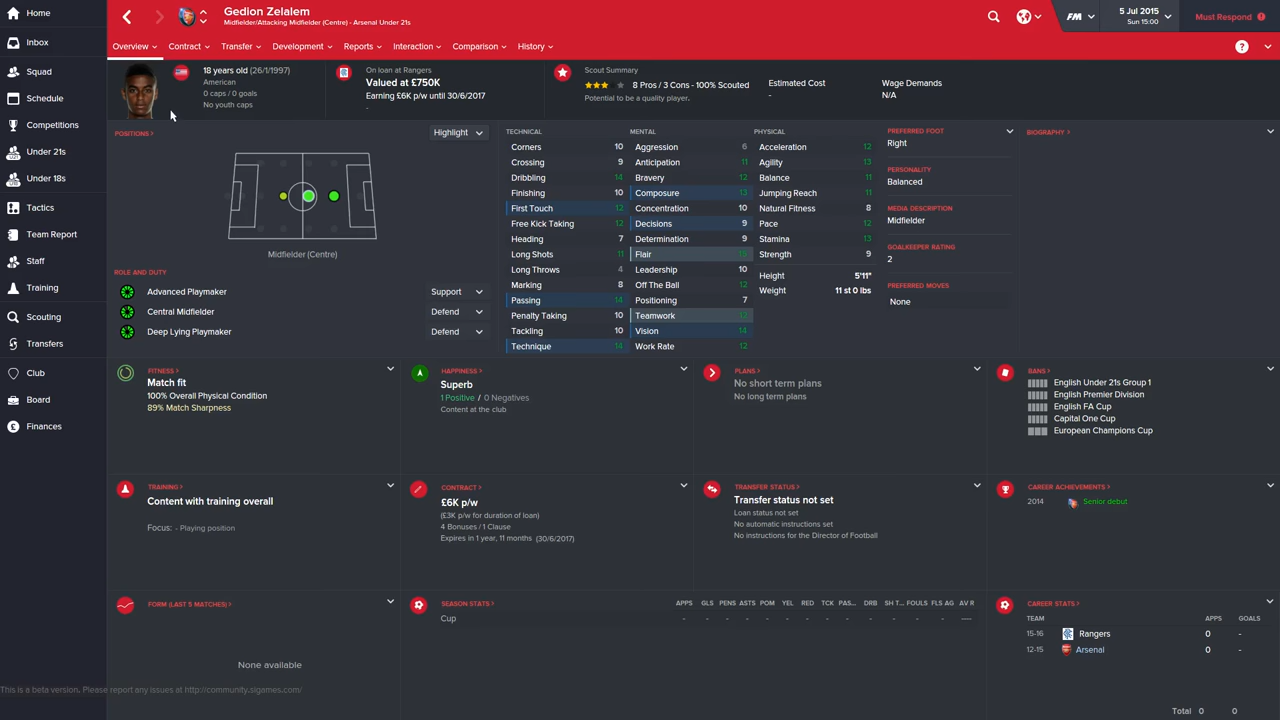 Home
Inbox
Squad
Schedule
Competitions
Under 21s
Under 18s
Tactics
Team Report
Staff
Training
Scouting
Transfers
Club
Board
Finances
Gedion Zelalem
Midfielder/Attacking Midfielder (Centre) - Arsenal Under 21s
FM
5 Jul 2015
Sun 15:00
Must Respond
Overview
Contract
Transfer
Development
Reports
Interaction
Comparison
History
?
18 years old (26/1/1997)
American
0 caps / 0 goals
No youth caps
On loan at Rangers
Valued at £750K
Earning £6K p/w until 30/6/2017
-
Scout Summary
8 Pros / 3 Cons - 100% Scouted
Potential to be a quality player.
Estimated Cost
-
Wage Demands
N/A
POSITIONS >
Highlight
Midfielder (Centre)
ROLE AND DUTY
Advanced Playmaker Support
Central Midfielder Defend
Deep Lying Playmaker Defend
TECHNICAL
Corners 10
Crossing 9
Dribbling 14
Finishing 10
First Touch 12
Free Kick Taking 12
Heading 7
Long Shots 11
Long Throws 4
Marking 8
Passing 14
Penalty Taking 10
Tackling 10
Technique 14
MENTAL
Aggression 6
Anticipation 11
Bravery 12
Composure 13
Concentration 10
Decisions 9
Determination 9
Flair
Leadership 10
Off The Ball 12
Positioning 7
Teamwork
Vision 14
Work Rate 12
PHYSICAL
Acceleration 12
Agility 13
Balance 11
Jumping Reach 11
Natural Fitness 8
Pace 12
Stamina 13
Strength 9
Height 5'11"
Weight 11 st 0 lbs
PREFERRED FOOT
Right
PERSONALITY
Balanced
MEDIA DESCRIPTION
Midfielder
GOALKEEPER RATING
2
PREFERRED MOVES
None
BIOGRAPHY >
FITNESS >
Match fit
100% Overall Physical Condition
89% Match Sharpness
HAPPINESS >
Superb
1 Positive / 0 Negatives
Content at the club
PLANS >
No short term plans
No long term plans
BANS >
English Under 21s Group 1
English Premier Division
English FA Cup
Capital One Cup
European Champions Cup
TRAINING >
Content with training overall
Focus: - Playing position
CONTRACT >
£6K p/w
(£3K p/w for duration of loan)
4 Bonuses / 1 Clause
Expires in 1 year, 11 months (30/6/2017)
TRANSFER STATUS >
Transfer status not set
Loan status not set
No automatic instructions set
No instructions for the Director of Football
CAREER ACHIEVEMENTS >
2014 Senior debut
FORM (LAST 5 MATCHES) >
None available
SEASON STATS >
APPS GLS PENS ASTS POM YEL RED TCK PAS... DRB SH T... FOULS FLS AG AV R
Cup - - - - - - - - - - - - - ---
CAREER STATS >
TEAM APPS GOALS
15-16 Rangers 0 -
12-15 Arsenal 0 -
Total 0 0
This is a beta version. Please report any issues at http://community.sigames.com/